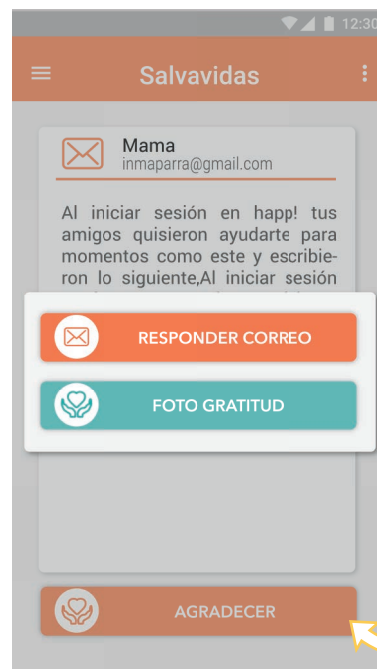 12:30
Salvavidas
Mama
inmaparra@gmail.com
Al iniciar sesión en happ! tus
amigos quisieron ayudarte para
momentos como este y escribie-
ron lo siguiente,Al iniciar sesión
RESPONDER CORREO
FOTO GRATITUD
AGRADECER